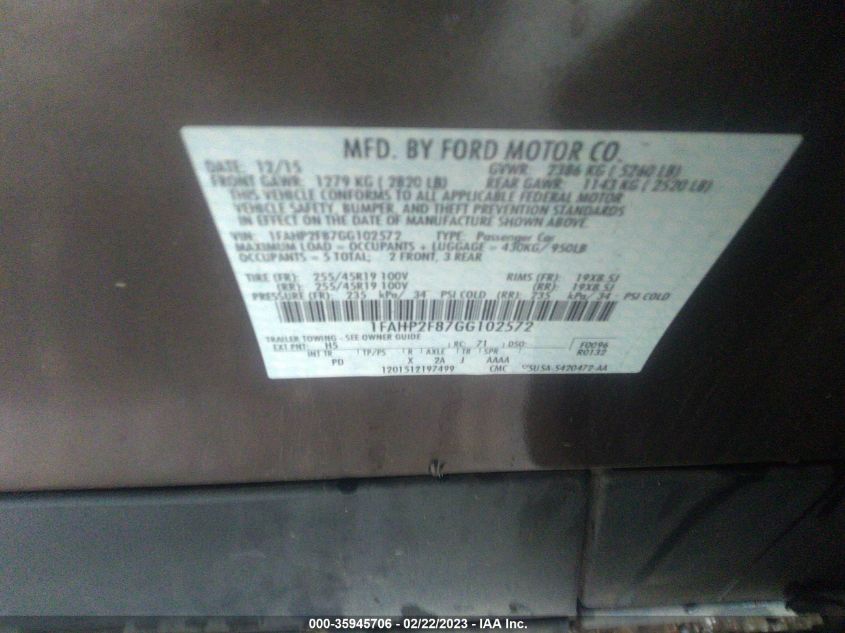 MFD. BY FORD MOTOR CO.
DATE: 12/15 GVWR: 2386 KG ( 5260 LB)
FRONT GAWR: 1279 KG ( 2820 LB) REAR GAWR: 1143 KG ( 2520 LB)
THIS VEHICLE CONFORMS TO ALL APPLICABLE FEDERAL MOTOR
VEHICLE SAFETY, BUMPER, AND THEFT PREVENTION STANDARDS
IN EFFECT ON THE DATE OF MANUFACTURE SHOWN ABOVE.
VIN: 1FAHP2F87GG102572 TYPE: Passenger Car
MAXIMUM LOAD = OCCUPANTS + LUGGAGE = 430KG/ 950LB
OCCUPANTS = 5 TOTAL; 2 FRONT, 3 REAR
TIRE (FR): 255/45R19 100V RIMS (FR): 19X8.5J
(RR): 255/45R19 100V (RR): 19X8.5J
PRESSURE (FR): 235 kPa/ 34 PSI COLD (RR): 235 kPa/ 34 PSI COLD
1FAHP2F87GG102572
TRAILER TOWING - SEE OWNER GUIDE
EXT PNT: H5 RC: 71 DSO: F0096
INT TR TP/PS R AXLE TR SPR R0132
PD X 2A J AAAA
1201512197499 CMC 5U5A-5420472-AA
000-35945706 - 02/22/2023 - IAA Inc.